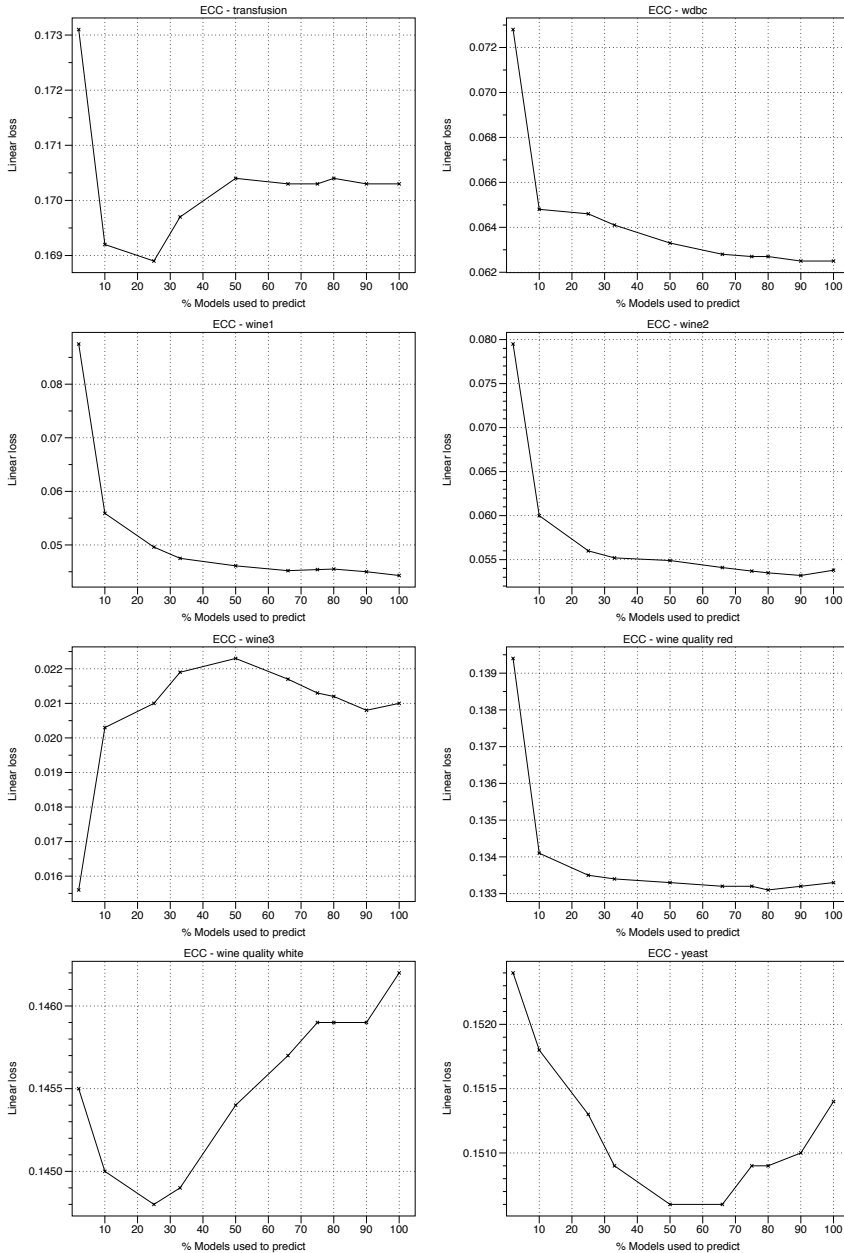 ECC - transfusion
0.173
0.172
0.171
0.170
0.169
Linear loss
10 20 30 40 50 60 70 80 90 100
% Models used to predict
ECC - wdbc
0.072
0.070
0.068
0.066
0.064
0.062
Linear loss
10 20 30 40 50 60 70 80 90 100
% Models used to predict
ECC - wine1
0.08
0.07
0.06
0.05
Linear loss
10 20 30 40 50 60 70 80 90 100
% Models used to predict
ECC - wine2
0.080
0.075
0.070
0.065
0.060
0.055
Linear loss
10 20 30 40 50 60 70 80 90 100
% Models used to predict
ECC - wine3
0.022
0.021
0.020
0.019
0.018
0.017
0.016
Linear loss
10 20 30 40 50 60 70 80 90 100
% Models used to predict
ECC - wine quality red
0.139
0.138
0.137
0.136
0.135
0.134
0.133
Linear loss
10 20 30 40 50 60 70 80 90 100
% Models used to predict
ECC - wine quality white
0.1460
0.1455
0.1450
Linear loss
10 20 30 40 50 60 70 80 90 100
% Models used to predict
ECC - yeast
0.1520
0.1515
0.1510
Linear loss
10 20 30 40 50 60 70 80 90 100
% Models used to predict